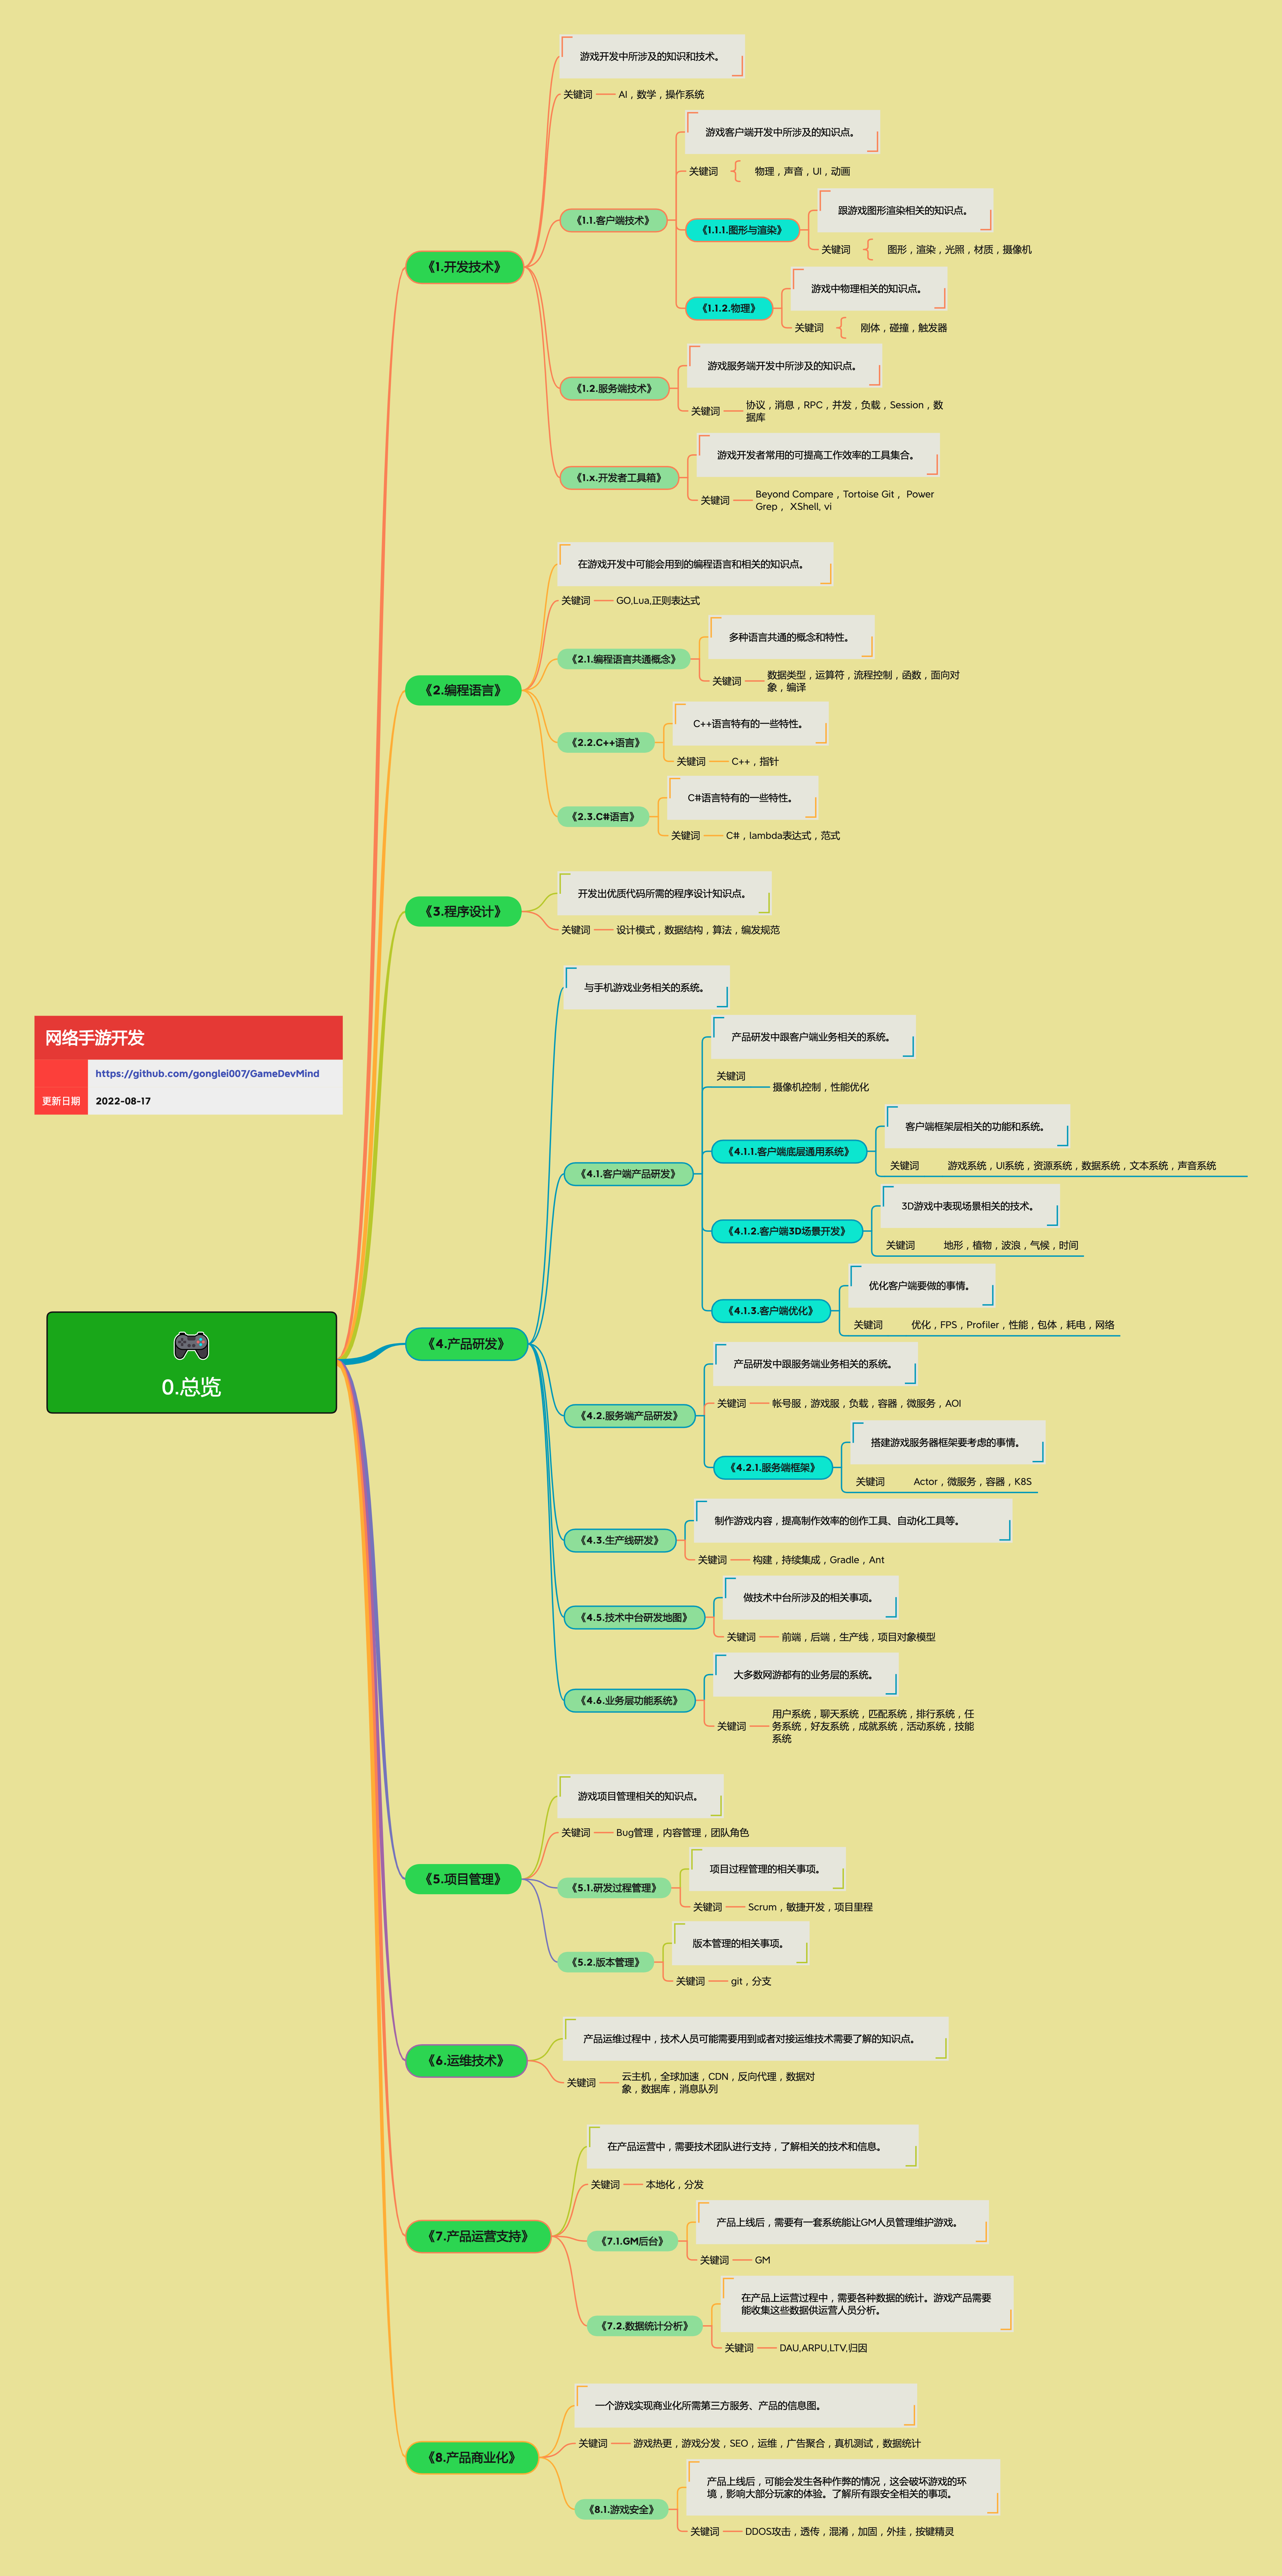 网络手游开发
https://github.com/gonglei007/GameDevMind
更新日期 2022-08-17
0.总览
《1.开发技术》
游戏开发中所涉及的知识和技术。
关键词 AI，数学，操作系统
《1.1.客户端技术》
游戏客户端开发中所涉及的知识点。
关键词 物理，声音，UI，动画
《1.1.1.图形与渲染》
跟游戏图形渲染相关的知识点。
关键词 图形，渲染，光照，材质，摄像机
《1.1.2.物理》
游戏中物理相关的知识点。
关键词 刚体，碰撞，触发器
《1.2.服务端技术》
游戏服务端开发中所涉及的知识点。
关键词 协议，消息，RPC，并发，负载，Session，数
据库
《1.x.开发者工具箱》
游戏开发者常用的可提高工作效率的工具集合。
关键词 Beyond Compare，Tortoise Git， Power
Grep， XShell, vi
《2.编程语言》
在游戏开发中可能会用到的编程语言和相关的知识点。
关键词 GO,Lua,正则表达式
《2.1.编程语言共通概念》
多种语言共通的概念和特性。
关键词 数据类型，运算符，流程控制，函数，面向对
象，编译
《2.2.C++语言》
C++语言特有的一些特性。
关键词 C++，指针
《2.3.C#语言》
C#语言特有的一些特性。
关键词 C#，lambda表达式，范式
《3.程序设计》
开发出优质代码所需的程序设计知识点。
关键词 设计模式，数据结构，算法，编发规范
《4.产品研发》
与手机游戏业务相关的系统。
《4.1.客户端产品研发》
产品研发中跟客户端业务相关的系统。
关键词
摄像机控制，性能优化
《4.1.1.客户端底层通用系统》
客户端框架层相关的功能和系统。
关键词 游戏系统，UI系统，资源系统，数据系统，文本系统，声音系统
《4.1.2.客户端3D场景开发》
3D游戏中表现场景相关的技术。
关键词 地形，植物，波浪，气候，时间
《4.1.3.客户端优化》
优化客户端要做的事情。
关键词 优化，FPS，Profiler，性能，包体，耗电，网络
《4.2.服务端产品研发》
产品研发中跟服务端业务相关的系统。
关键词 帐号服，游戏服，负载，容器，微服务，AOI
《4.2.1.服务端框架》
搭建游戏服务器框架要考虑的事情。
关键词 Actor，微服务，容器，K8S
《4.3.生产线研发》
制作游戏内容，提高制作效率的创作工具、自动化工具等。
关键词 构建，持续集成，Gradle，Ant
《4.5.技术中台研发地图》
做技术中台所涉及的相关事项。
关键词 前端，后端，生产线，项目对象模型
《4.6.业务层功能系统》
大多数网游都有的业务层的系统。
关键词 用户系统，聊天系统，匹配系统，排行系统，任
务系统，好友系统，成就系统，活动系统，技能
系统
《5.项目管理》
游戏项目管理相关的知识点。
关键词 Bug管理，内容管理，团队角色
《5.1.研发过程管理》
项目过程管理的相关事项。
关键词 Scrum，敏捷开发，项目里程
《5.2.版本管理》
版本管理的相关事项。
关键词 git，分支
《6.运维技术》
产品运维过程中，技术人员可能需要用到或者对接运维技术需要了解的知识点。
关键词 云主机，全球加速，CDN，反向代理，数据对
象，数据库，消息队列
《7.产品运营支持》
在产品运营中，需要技术团队进行支持，了解相关的技术和信息。
关键词 本地化，分发
《7.1.GM后台》
产品上线后，需要有一套系统能让GM人员管理维护游戏。
关键词 GM
《7.2.数据统计分析》
在产品上运营过程中，需要各种数据的统计。游戏产品需要
能收集这些数据供运营人员分析。
关键词 DAU,ARPU,LTV,归因
《8.产品商业化》
一个游戏实现商业化所需第三方服务、产品的信息图。
关键词 游戏热更，游戏分发，SEO，运维，广告聚合，真机测试，数据统计
《8.1.游戏安全》
产品上线后，可能会发生各种作弊的情况，这会破坏游戏的环
境，影响大部分玩家的体验。了解所有跟安全相关的事项。
关键词 DDOS攻击，透传，混淆，加固，外挂，按键精灵